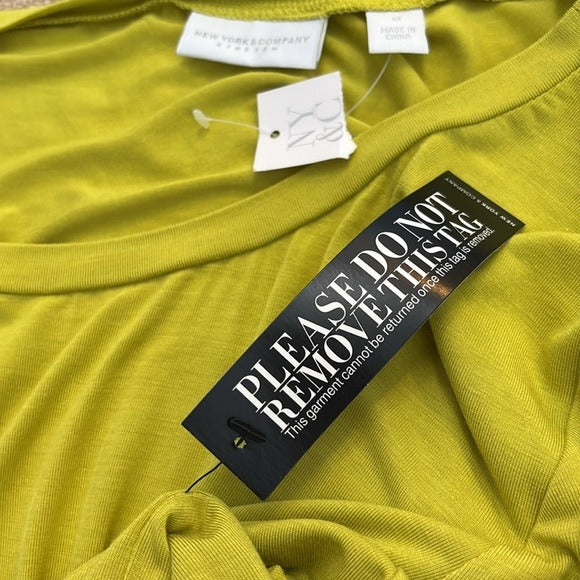 NEW YORK & COMPANY
STRETCH
M
MADE IN
CHINA
NY
&C
NEW YORK & COMPANY
PLEASE DO NOT
REMOVE THIS TAG
This garment cannot be returned once this tag is removed.